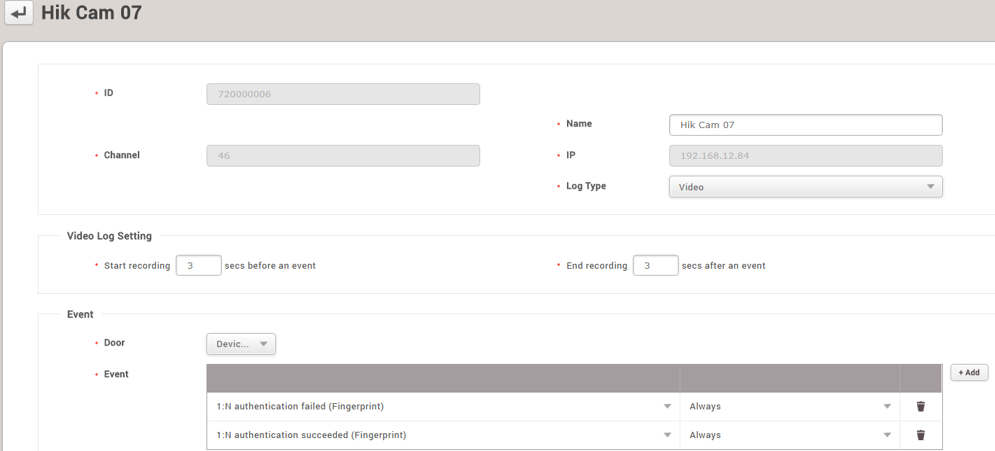 Hik Cam 07
ID
720000006
Name
Hik Cam 07
Channel
46
IP
192.168.12.84
Log Type
Video
Video Log Setting
Start recording 3 secs before an event
End recording 3 secs after an event
Event
Door
Devic...
Event
+ Add
1:N authentication failed (Fingerprint) Always
1:N authentication succeeded (Fingerprint) Always